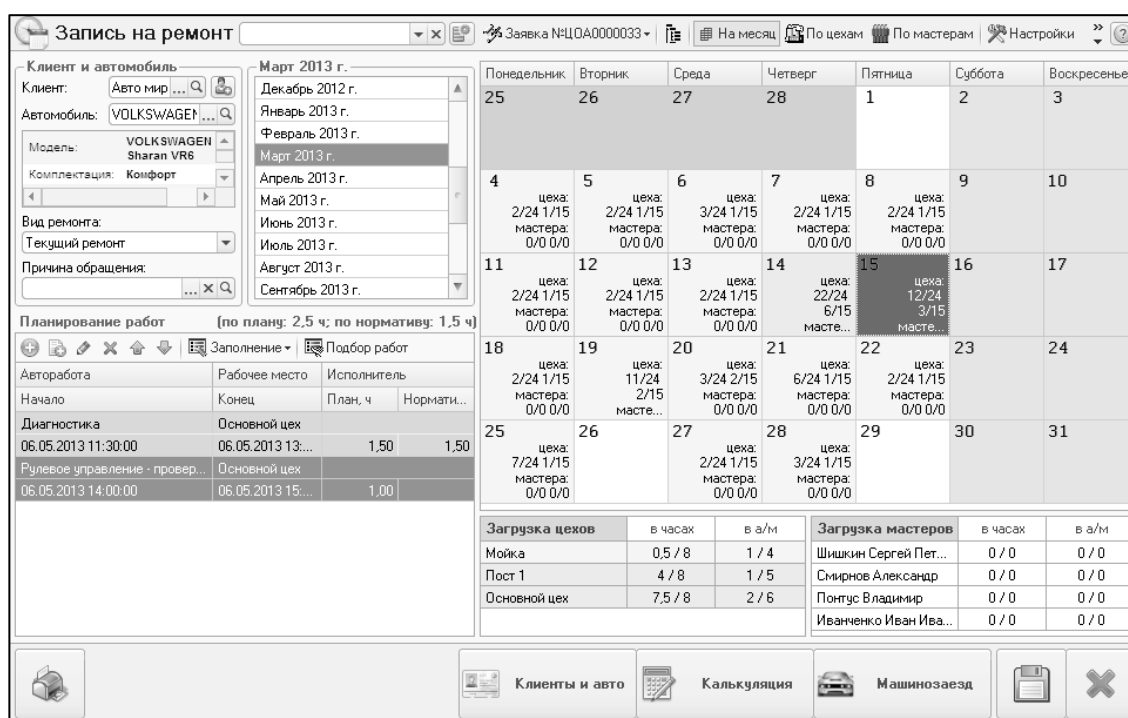 Запись на ремонт
Заявка №ЦОА0000033
На месяц
По цехам
По мастерам
Настройки
Клиент и автомобиль
Клиент: Авто мир ...
Автомобиль: VOLKSWAGEN ...
Модель: VOLKSWAGEN
Sharan VR6
Комплектация: Комфорт
Вид ремонта:
Текущий ремонт
Причина обращения:
Март 2013 г.
Декабрь 2012 г.
Январь 2013 г.
Февраль 2013 г.
Март 2013 г.
Апрель 2013 г.
Май 2013 г.
Июнь 2013 г.
Июль 2013 г.
Август 2013 г.
Сентябрь 2013 г.
Планирование работ (по плану: 2,5 ч; по нормативу: 1,5 ч)
Заполнение Подбор работ
Авторабота Рабочее место Исполнитель
Начало Конец План, ч Нормати...
Диагностика Основной цех
06.05.2013 11:30:00 06.05.2013 13:... 1,50 1,50
Рулевое управление - провер... Основной цех
06.05.2013 14:00:00 06.05.2013 15:... 1,00
Понедельник Вторник Среда Четверг Пятница Суббота Воскресенье
25 26 27 28 1 2 3
4 5 6 7 8 9 10
цеха: цеха: цеха: цеха: цеха:
2/24 1/15 2/24 1/15 3/24 1/15 2/24 1/15 2/24 1/15
мастера: мастера: мастера: мастера: мастера:
0/0 0/0 0/0 0/0 0/0 0/0 0/0 0/0 0/0 0/0
11 12 13 14 15 16 17
цеха: цеха: цеха: цеха: цеха:
2/24 1/15 2/24 1/15 2/24 1/15 22/24 12/24
мастера: мастера: мастера: 6/15 3/15
0/0 0/0 0/0 0/0 0/0 0/0 масте... масте...
18 19 20 21 22 23 24
цеха: цеха: цеха: цеха: цеха:
2/24 1/15 11/24 3/24 2/15 6/24 1/15 2/24 1/15
мастера: 2/15 мастера: мастера: мастера:
0/0 0/0 масте... 0/0 0/0 0/0 0/0 0/0 0/0
25 26 27 28 29 30 31
цеха: цеха: цеха:
7/24 1/15 2/24 1/15 3/24 1/15
мастера: мастера: мастера:
0/0 0/0 0/0 0/0 0/0 0/0
Загрузка цехов в часах в а/м
Мойка 0,5 / 8 1 / 4
Пост 1 4 / 8 1 / 5
Основной цех 7,5 / 8 2 / 6
Загрузка мастеров в часах в а/м
Шишкин Сергей Пет... 0 / 0 0 / 0
Смирнов Александр 0 / 0 0 / 0
Понтус Владимир 0 / 0 0 / 0
Иванченко Иван Ива... 0 / 0 0 / 0
Клиенты и авто
Калькуляция
Машинозаезд